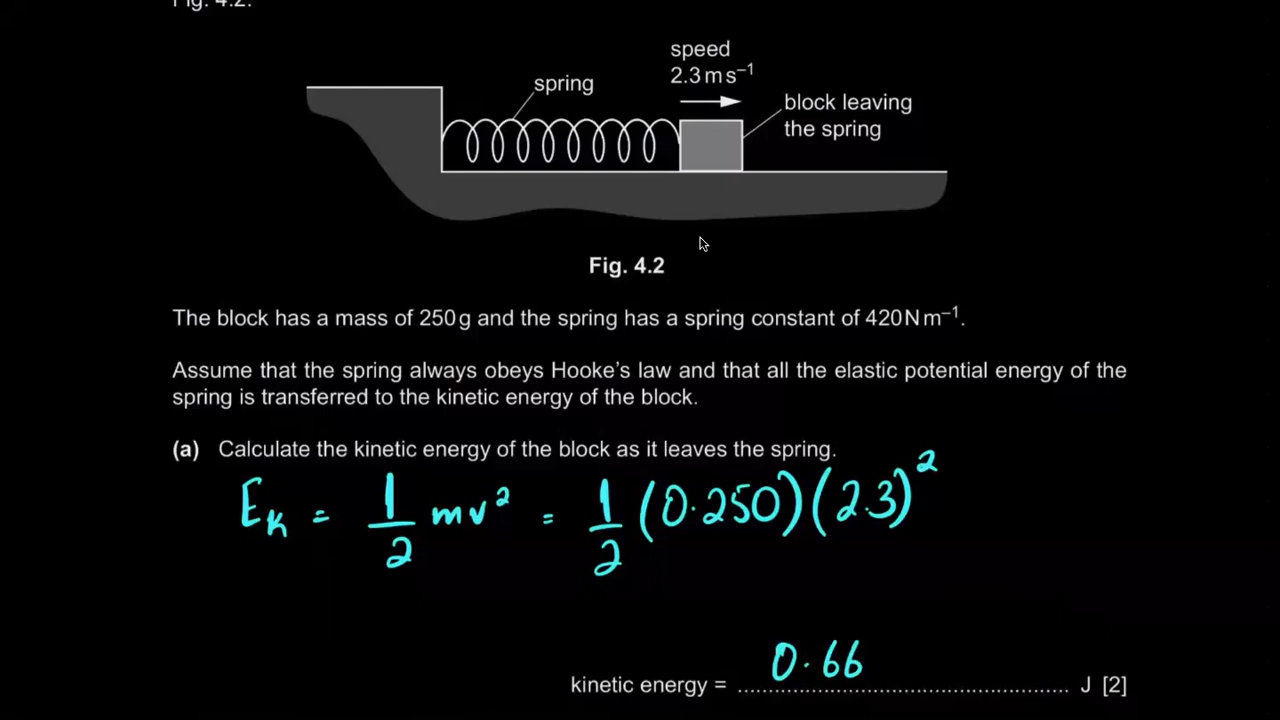 Fig. 4.2.
speed
2.3 m s⁻¹
spring
block leaving
the spring
Fig. 4.2
The block has a mass of 250 g and the spring has a spring constant of 420 N m⁻¹.
Assume that the spring always obeys Hooke's law and that all the elastic potential energy of the
spring is transferred to the kinetic energy of the block.
(a) Calculate the kinetic energy of the block as it leaves the spring.
E_K = 1/2 mv² = 1/2 (0.250)(2.3)²
0.66
kinetic energy = ..................................................... J [2]